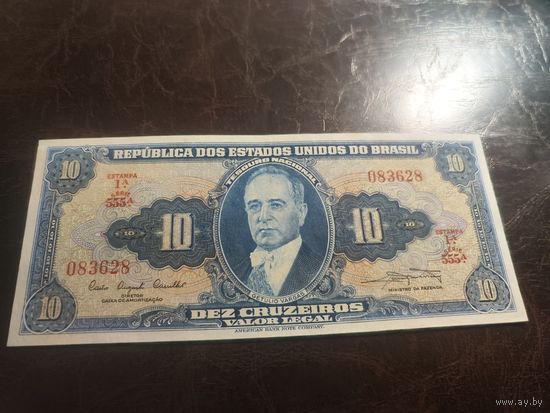 REPÚBLICA DOS ESTADOS UNIDOS DO BRASIL
TESOURO NACIONAL
10
10
ESTAMPA
1ª
SÉRIE
555ª
083628
10
10
083628
ESTAMPA
1ª
SÉRIE
555ª
DIRETOR
CAIXA DE AMORTIZAÇÃO
GETULIO VARGAS
MINISTRO DA FAZENDA
10
10
DEZ CRUZEIROS
VALOR LEGAL
AMERICAN BANK NOTE COMPANY.
www.ay.by